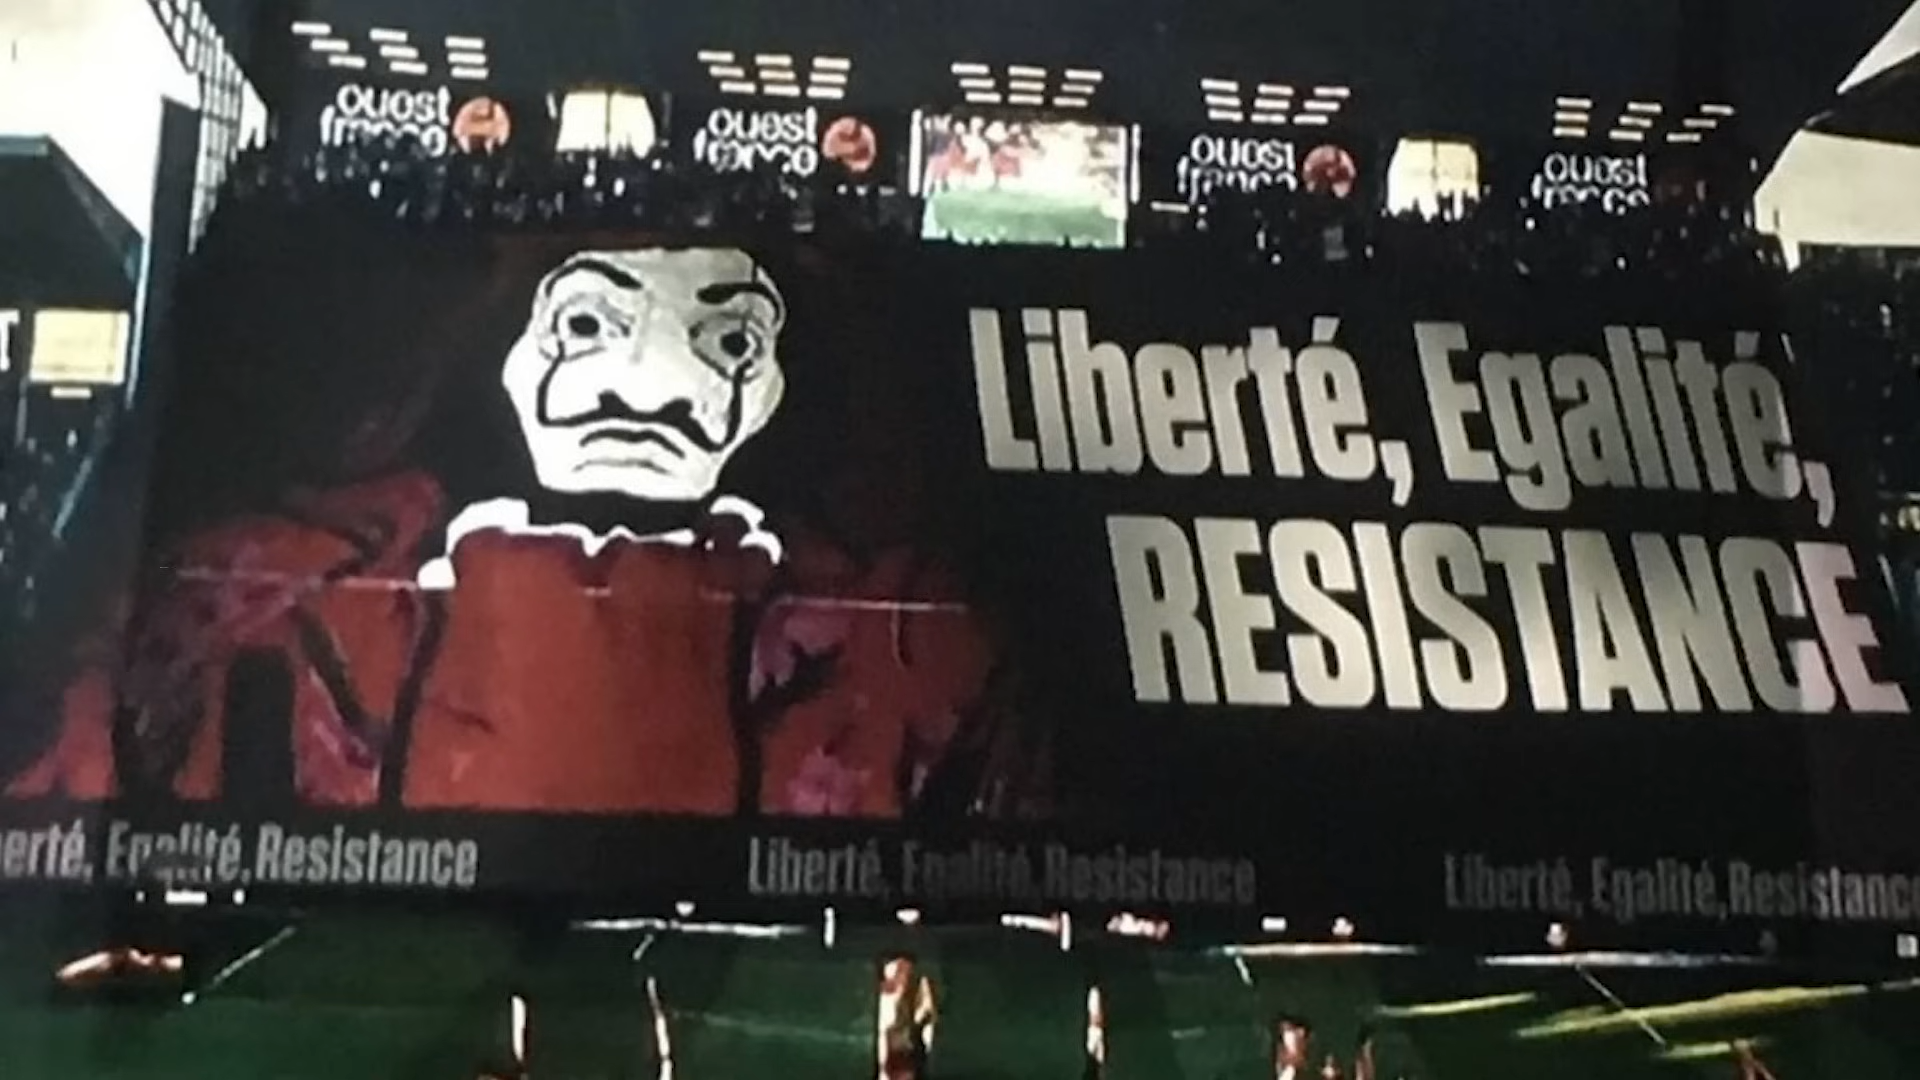 ouest
france
ouest
france
ouest
france
ouest
france
Liberté, Egalité,
RESISTANCE
erté, Egalité, Resistance
Liberté, Egalité, Resistance
Liberté, Egalité, Resistance